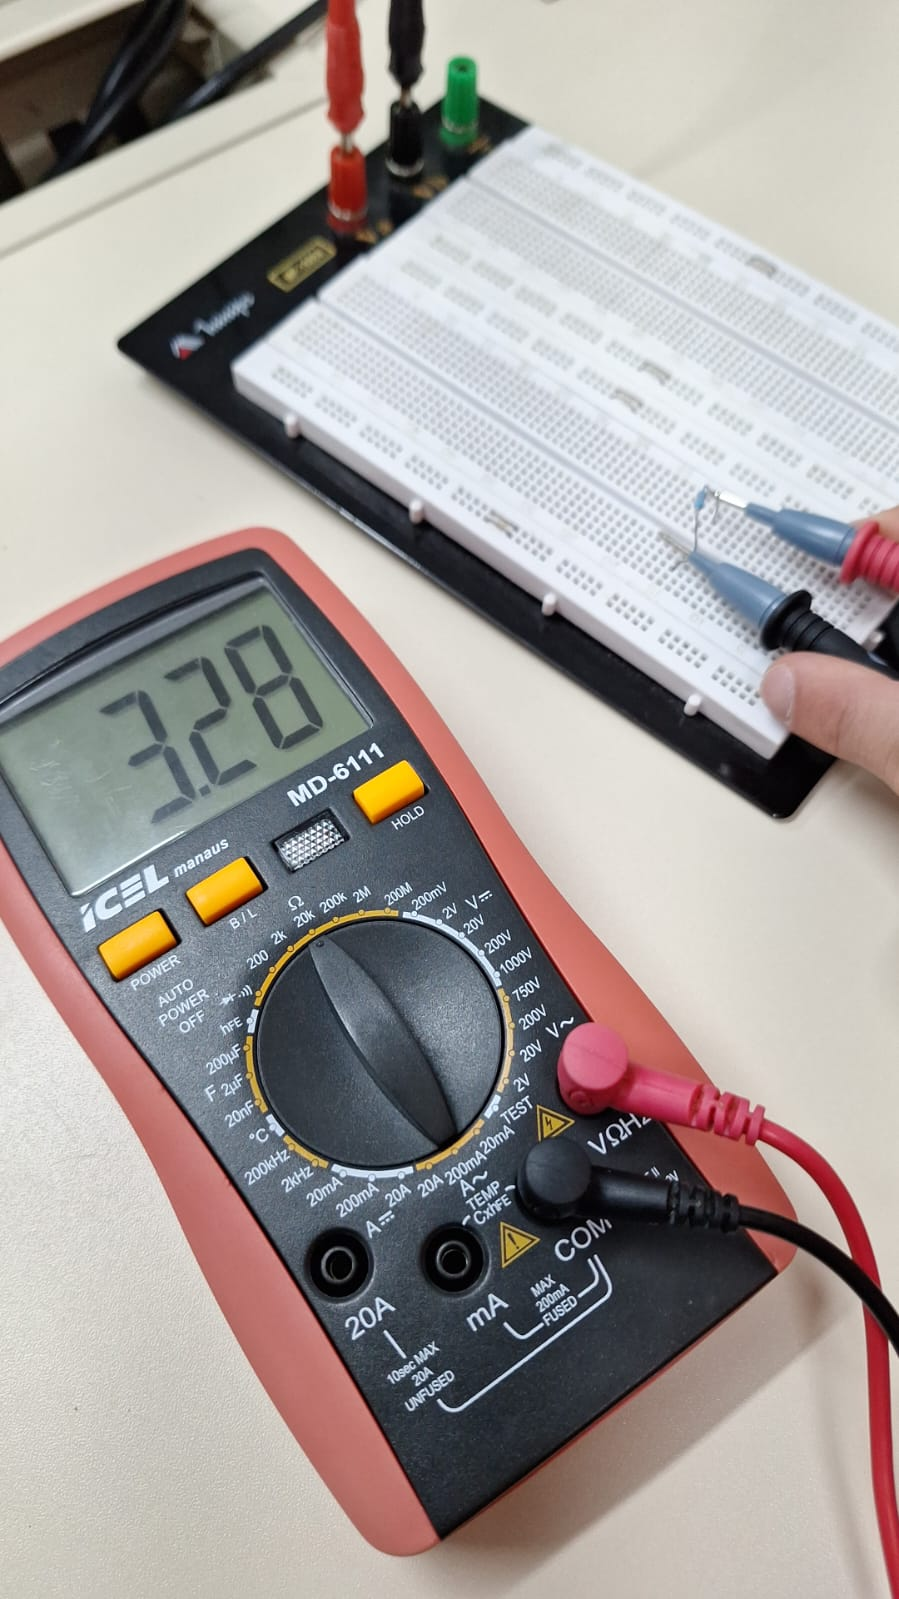 Minipa
3.28
MD-6111
iCEL manaus
HOLD
B / L
POWER
AUTO
POWER
OFF
Ω
200
2k
20k
200k
2M
200M
200mV
2V
V⎓
20V
200V
1000V
750V
200V
V~
20V
2V
TEST
20mA
200mA
20A
A~
20A
200mA
20mA
A⎓
2kHz
200kHz
°C
20nF
F
2µF
200µF
hFE
TEMP
CxhFE
VΩHz
COM
mA
20A
MAX
200mA
FUSED
10sec MAX
20A
UNFUSED